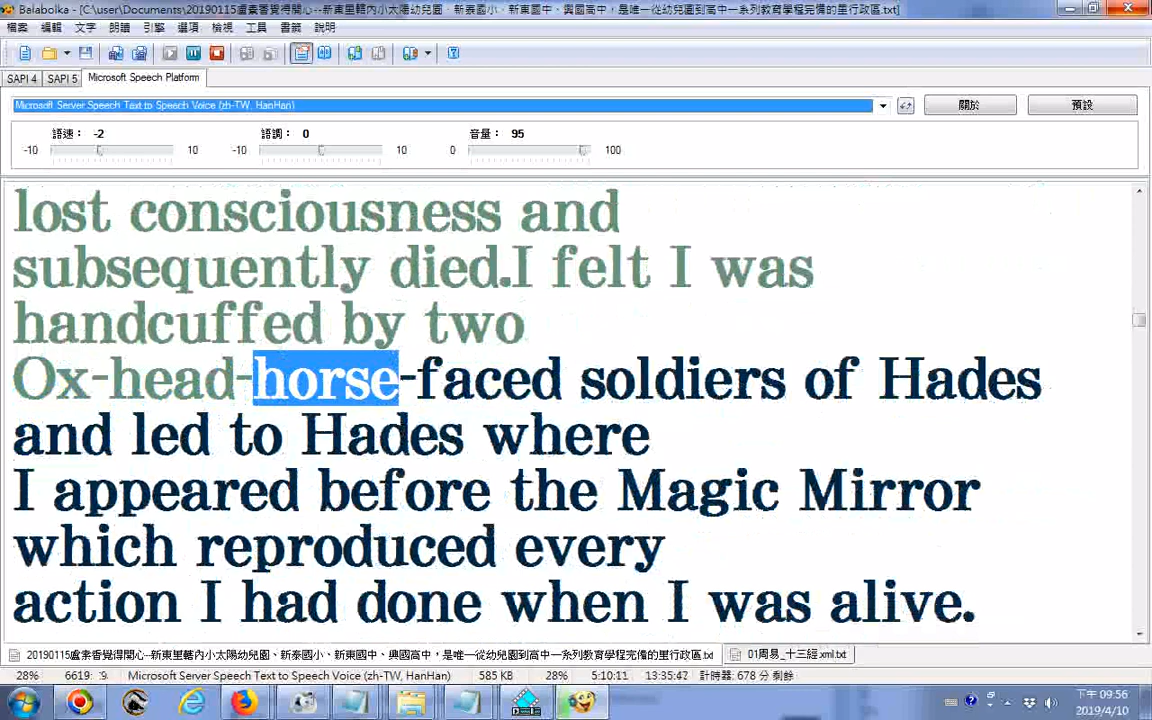 Balabolka - [C:\user\Documents\20190115盧素香覺得開心--新東里轄內小太陽幼兒園、新泰國小、新東國中、興國高中，是唯一從幼兒園到高中一系列教育學程完備的里行政區.txt]
檔案 編輯 文字 朗讀 引擎 選項 檢視 工具 書籤 說明
SAPI 4 SAPI 5 Microsoft Speech Platform
Microsoft Server Speech Text to Speech Voice (zh-TW, HanHan) 關於 預設
語速： -2 語調： 0 音量： 95
-10 10 -10 10 0 100
lost consciousness and
subsequently died.I felt I was
handcuffed by two
Ox-head-horse-faced soldiers of Hades
and led to Hades where
I appeared before the Magic Mirror
which reproduced every
action I had done when I was alive.
20190115盧素香覺得開心--新東里轄內小太陽幼兒園、新泰國小、新東國中、興國高中，是唯一從幼兒園到高中一系列教育學程完備的里行政區.txt 01周易_十三經.xml.txt
28% Microsoft Server Speech Text to Speech Voice (zh-TW, HanHan) 585 KB 28% 5:10:11 13:35:42 計時器: 678 分 剩餘
下午 09:56
2019/4/10